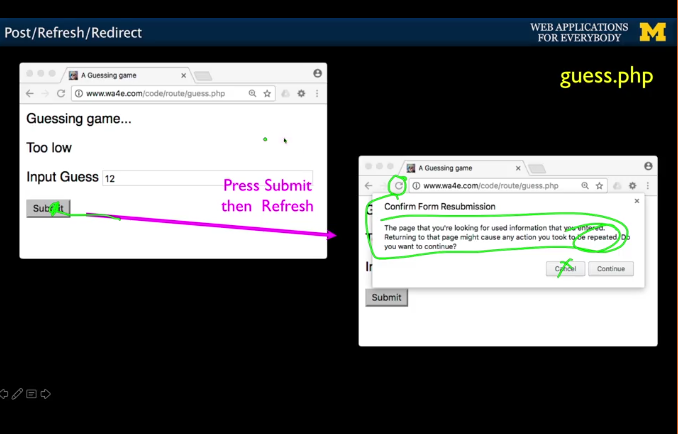 Post/Refresh/Redirect
WEB APPLICATIONS
FOR EVERYBODY
M
guess.php
A Guessing game
www.wa4e.com/code/route/guess.php
Guessing game...
Too low
Input Guess 12
Submit
Press Submit
then Refresh
A Guessing game
www.wa4e.com/code/route/guess.php
Confirm Form Resubmission
The page that you're looking for used information that you entered.
Returning to that page might cause any action you took to be repeated. Do
you want to continue?
Cancel
Continue
Submit